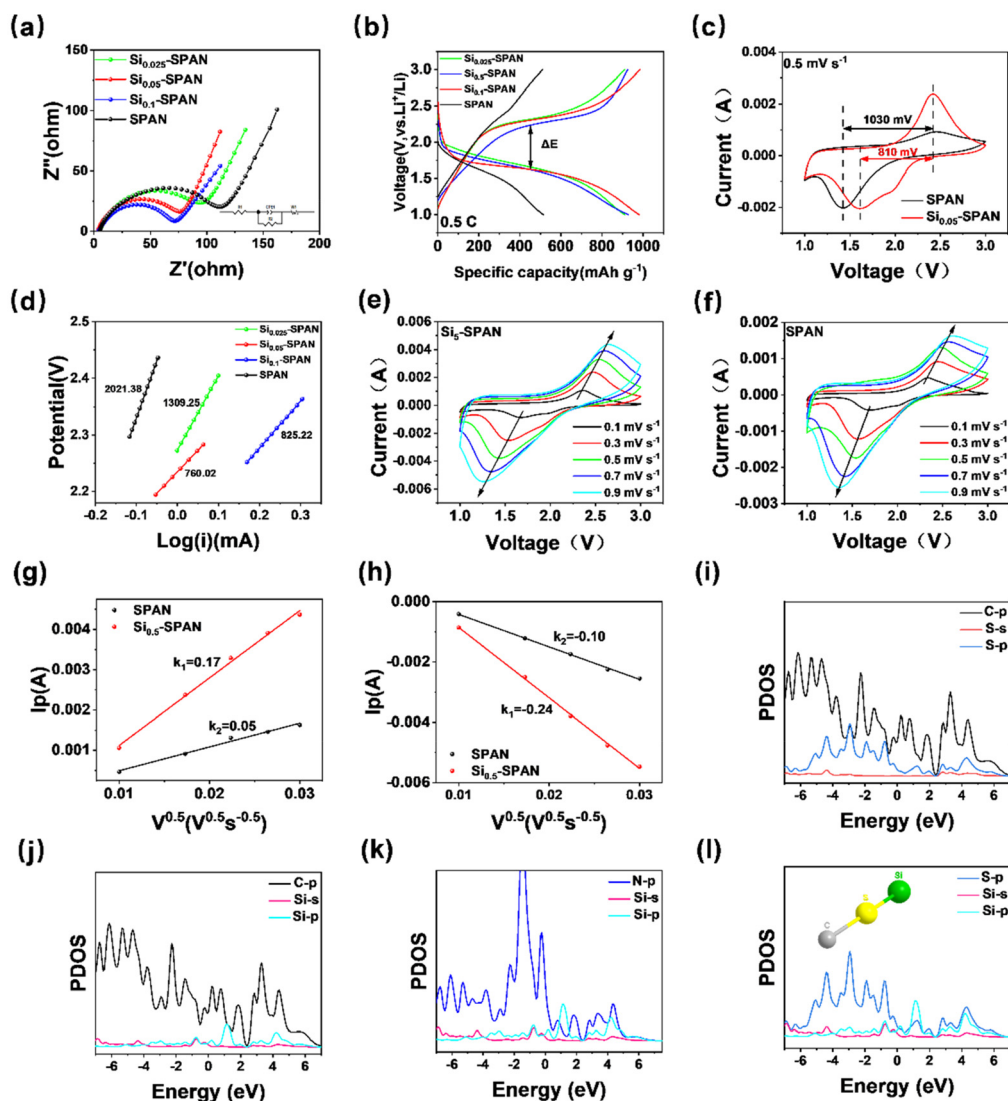 (a)
150
100
50
0
Z''(ohm)
Si0.025-SPAN
Si0.05-SPAN
Si0.1-SPAN
SPAN
0 50 100 150 200
Z'(ohm)
(b)
3.0
2.5
2.0
1.5
1.0
Voltage(V,vs.Li+/Li)
Si0.025-SPAN
Si0.5-SPAN
Si0.1-SPAN
SPAN
ΔE
0.5 C
0 200 400 600 800 1000
Specific capacity(mAh g-1)
(c)
0.004
0.002
0.000
-0.002
Current (A)
0.5 mV s-1
1030 mV
810 mV
SPAN
Si0.05-SPAN
1.0 1.5 2.0 2.5 3.0
Voltage (V)
(d)
2.5
2.4
2.3
2.2
Potential(V)
Si0.025-SPAN
Si0.05-SPAN
Si0.1-SPAN
SPAN
2021.38
1309.25
825.22
760.02
-0.2 -0.1 0.0 0.1 0.2 0.3 0.4
Log(i)(mA)
(e)
0.006
0.004
0.002
0.000
-0.002
-0.004
-0.006
Current (A)
Si5-SPAN
0.1 mV s-1
0.3 mV s-1
0.5 mV s-1
0.7 mV s-1
0.9 mV s-1
1.0 1.5 2.0 2.5 3.0
Voltage (V)
(f)
0.002
0.001
0.000
-0.001
-0.002
-0.003
Current (A)
SPAN
0.1 mV s-1
0.3 mV s-1
0.5 mV s-1
0.7 mV s-1
0.9 mV s-1
1.0 1.5 2.0 2.5 3.0
Voltage (V)
(g)
0.004
0.003
0.002
0.001
Ip(A)
SPAN
Si0.5-SPAN
k1=0.17
k2=0.05
0.01 0.02 0.03
V0.5(V0.5s-0.5)
(h)
0.000
-0.002
-0.004
-0.006
Ip(A)
k2=-0.10
k1=-0.24
SPAN
Si0.5-SPAN
0.01 0.02 0.03
V0.5(V0.5s-0.5)
(i)
PDOS
C-p
S-s
S-p
-6 -4 -2 0 2 4 6
Energy (eV)
(j)
PDOS
C-p
Si-s
Si-p
-6 -4 -2 0 2 4 6
Energy (eV)
(k)
PDOS
N-p
Si-s
Si-p
-6 -4 -2 0 2 4 6
Energy (eV)
(l)
PDOS
Si
C
S-p
Si-s
Si-p
-6 -4 -2 0 2 4 6
Energy (eV)